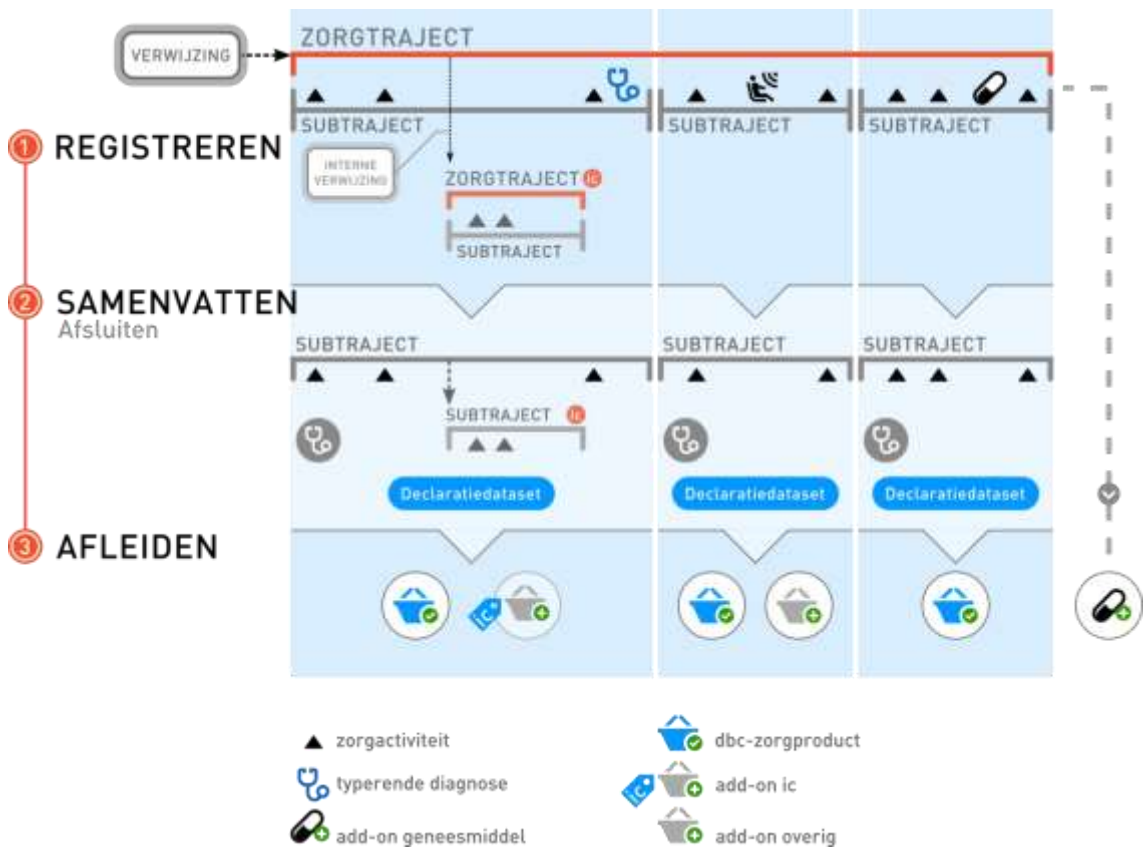 ZORGTRAJECT
VERWIJZING
SUBTRAJECT
SUBTRAJECT
SUBTRAJECT
1 REGISTREREN
INTERNE
VERWIJZING
ZORGTRAJECT ic
SUBTRAJECT
2 SAMENVATTEN
Afsluiten
SUBTRAJECT
SUBTRAJECT
SUBTRAJECT
SUBTRAJECT ic
Declaratiedataset
Declaratiedataset
Declaratiedataset
3 AFLEIDEN
IC
zorgactiviteit
dbc-zorgproduct
typerende diagnose
IC
add-on ic
add-on geneesmiddel
add-on overig